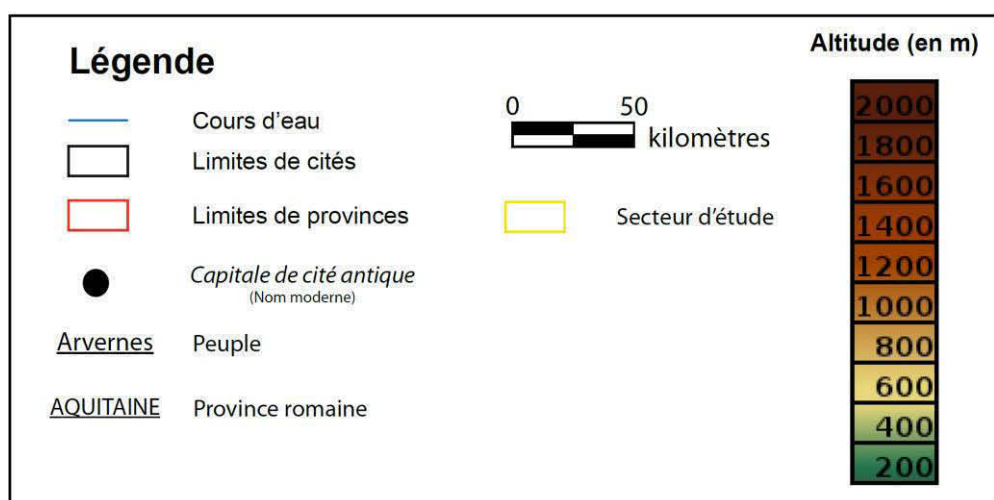 Légende
Cours d'eau
Limites de cités
Limites de provinces
Capitale de cité antique
(Nom moderne)
Arvernes Peuple
AQUITAINE Province romaine
0 50
kilomètres
Secteur d'étude
Altitude (en m)
2000
1800
1600
1400
1200
1000
800
600
400
200